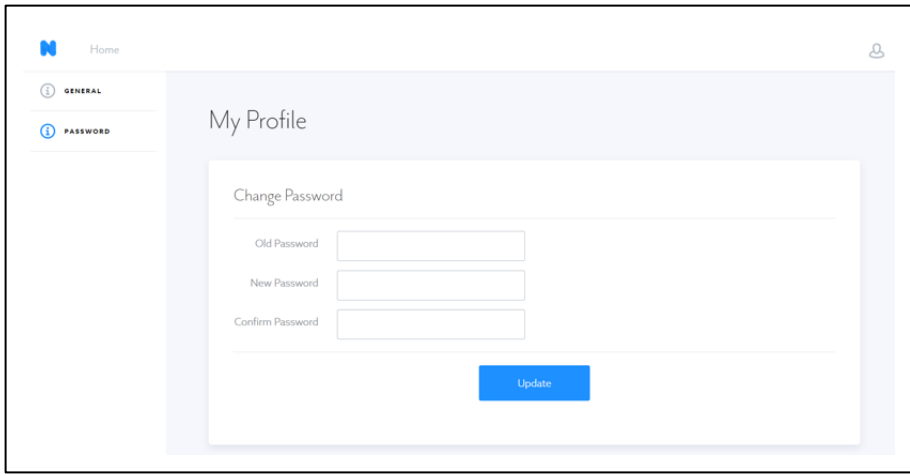 N Home
GENERAL
PASSWORD
My Profile
Change Password
Old Password
New Password
Confirm Password
Update